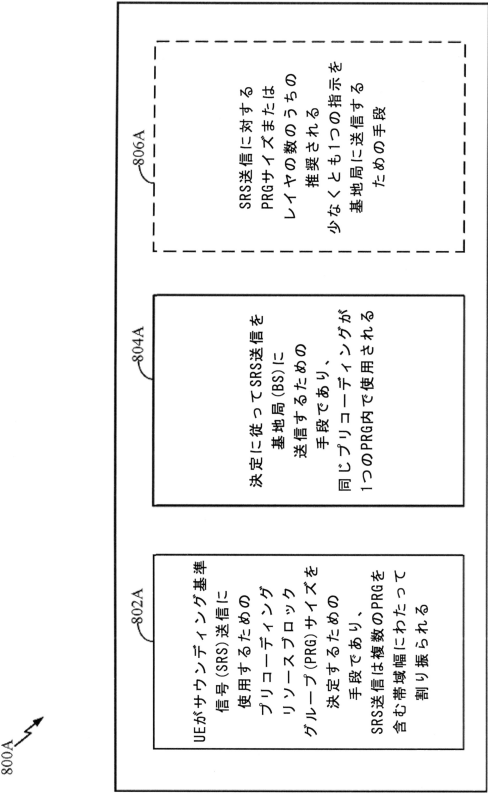 800A
802A
UEがサウンディング基準
信号(SRS)送信に
使用するための
プリコーディング
リソースブロック
グループ(PRG)サイズを
決定するための
手段であり、
SRS送信は複数のPRGを
含む帯域幅にわたって
割り振られる
804A
決定に従ってSRS送信を
基地局(BS)に
送信するための
手段であり、
同じプリコーディングが
1つのPRG内で使用される
806A
SRS送信に対する
PRGサイズまたは
レイヤの数のうちの
推奨される
少なくとも1つの指示を
基地局に送信する
ための手段